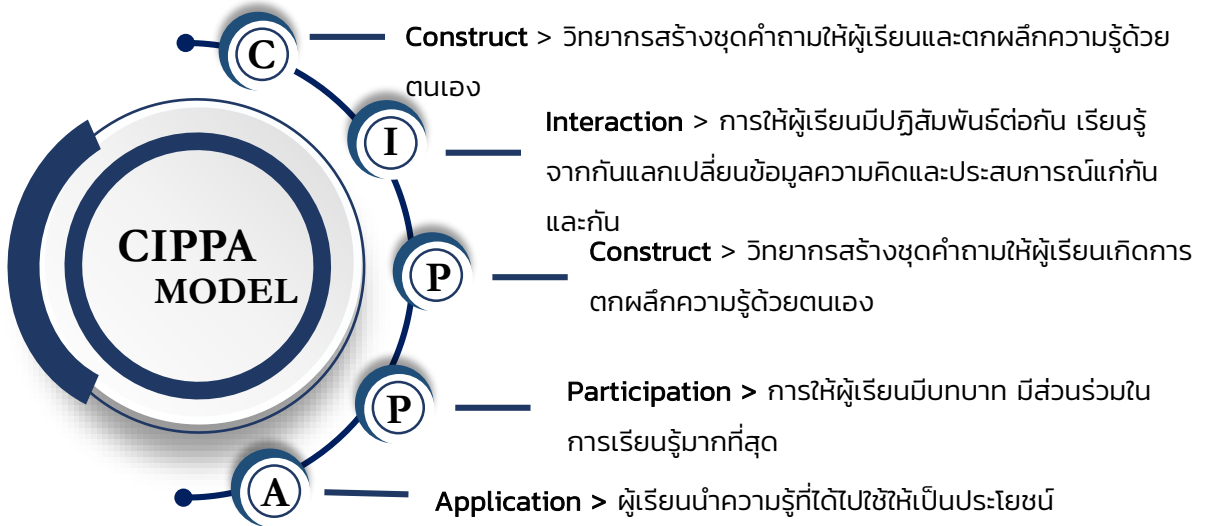 C
Construct > วิทยากรสร้างชุดคำถามให้ผู้เรียนและตกผลึกความรู้ด้วย
ตนเอง
I
Interaction > การให้ผู้เรียนมีปฏิสัมพันธ์ต่อกัน เรียนรู้
จากกันแลกเปลี่ยนข้อมูลความคิดและประสบการณ์แก่กัน
และกัน
CIPPA
MODEL
P
Construct > วิทยากรสร้างชุดคำถามให้ผู้เรียนเกิดการ
ตกผลึกความรู้ด้วยตนเอง
P
Participation > การให้ผู้เรียนมีบทบาท มีส่วนร่วมใน
การเรียนรู้มากที่สุด
A
Application > ผู้เรียนนำความรู้ที่ได้ไปใช้ให้เป็นประโยชน์